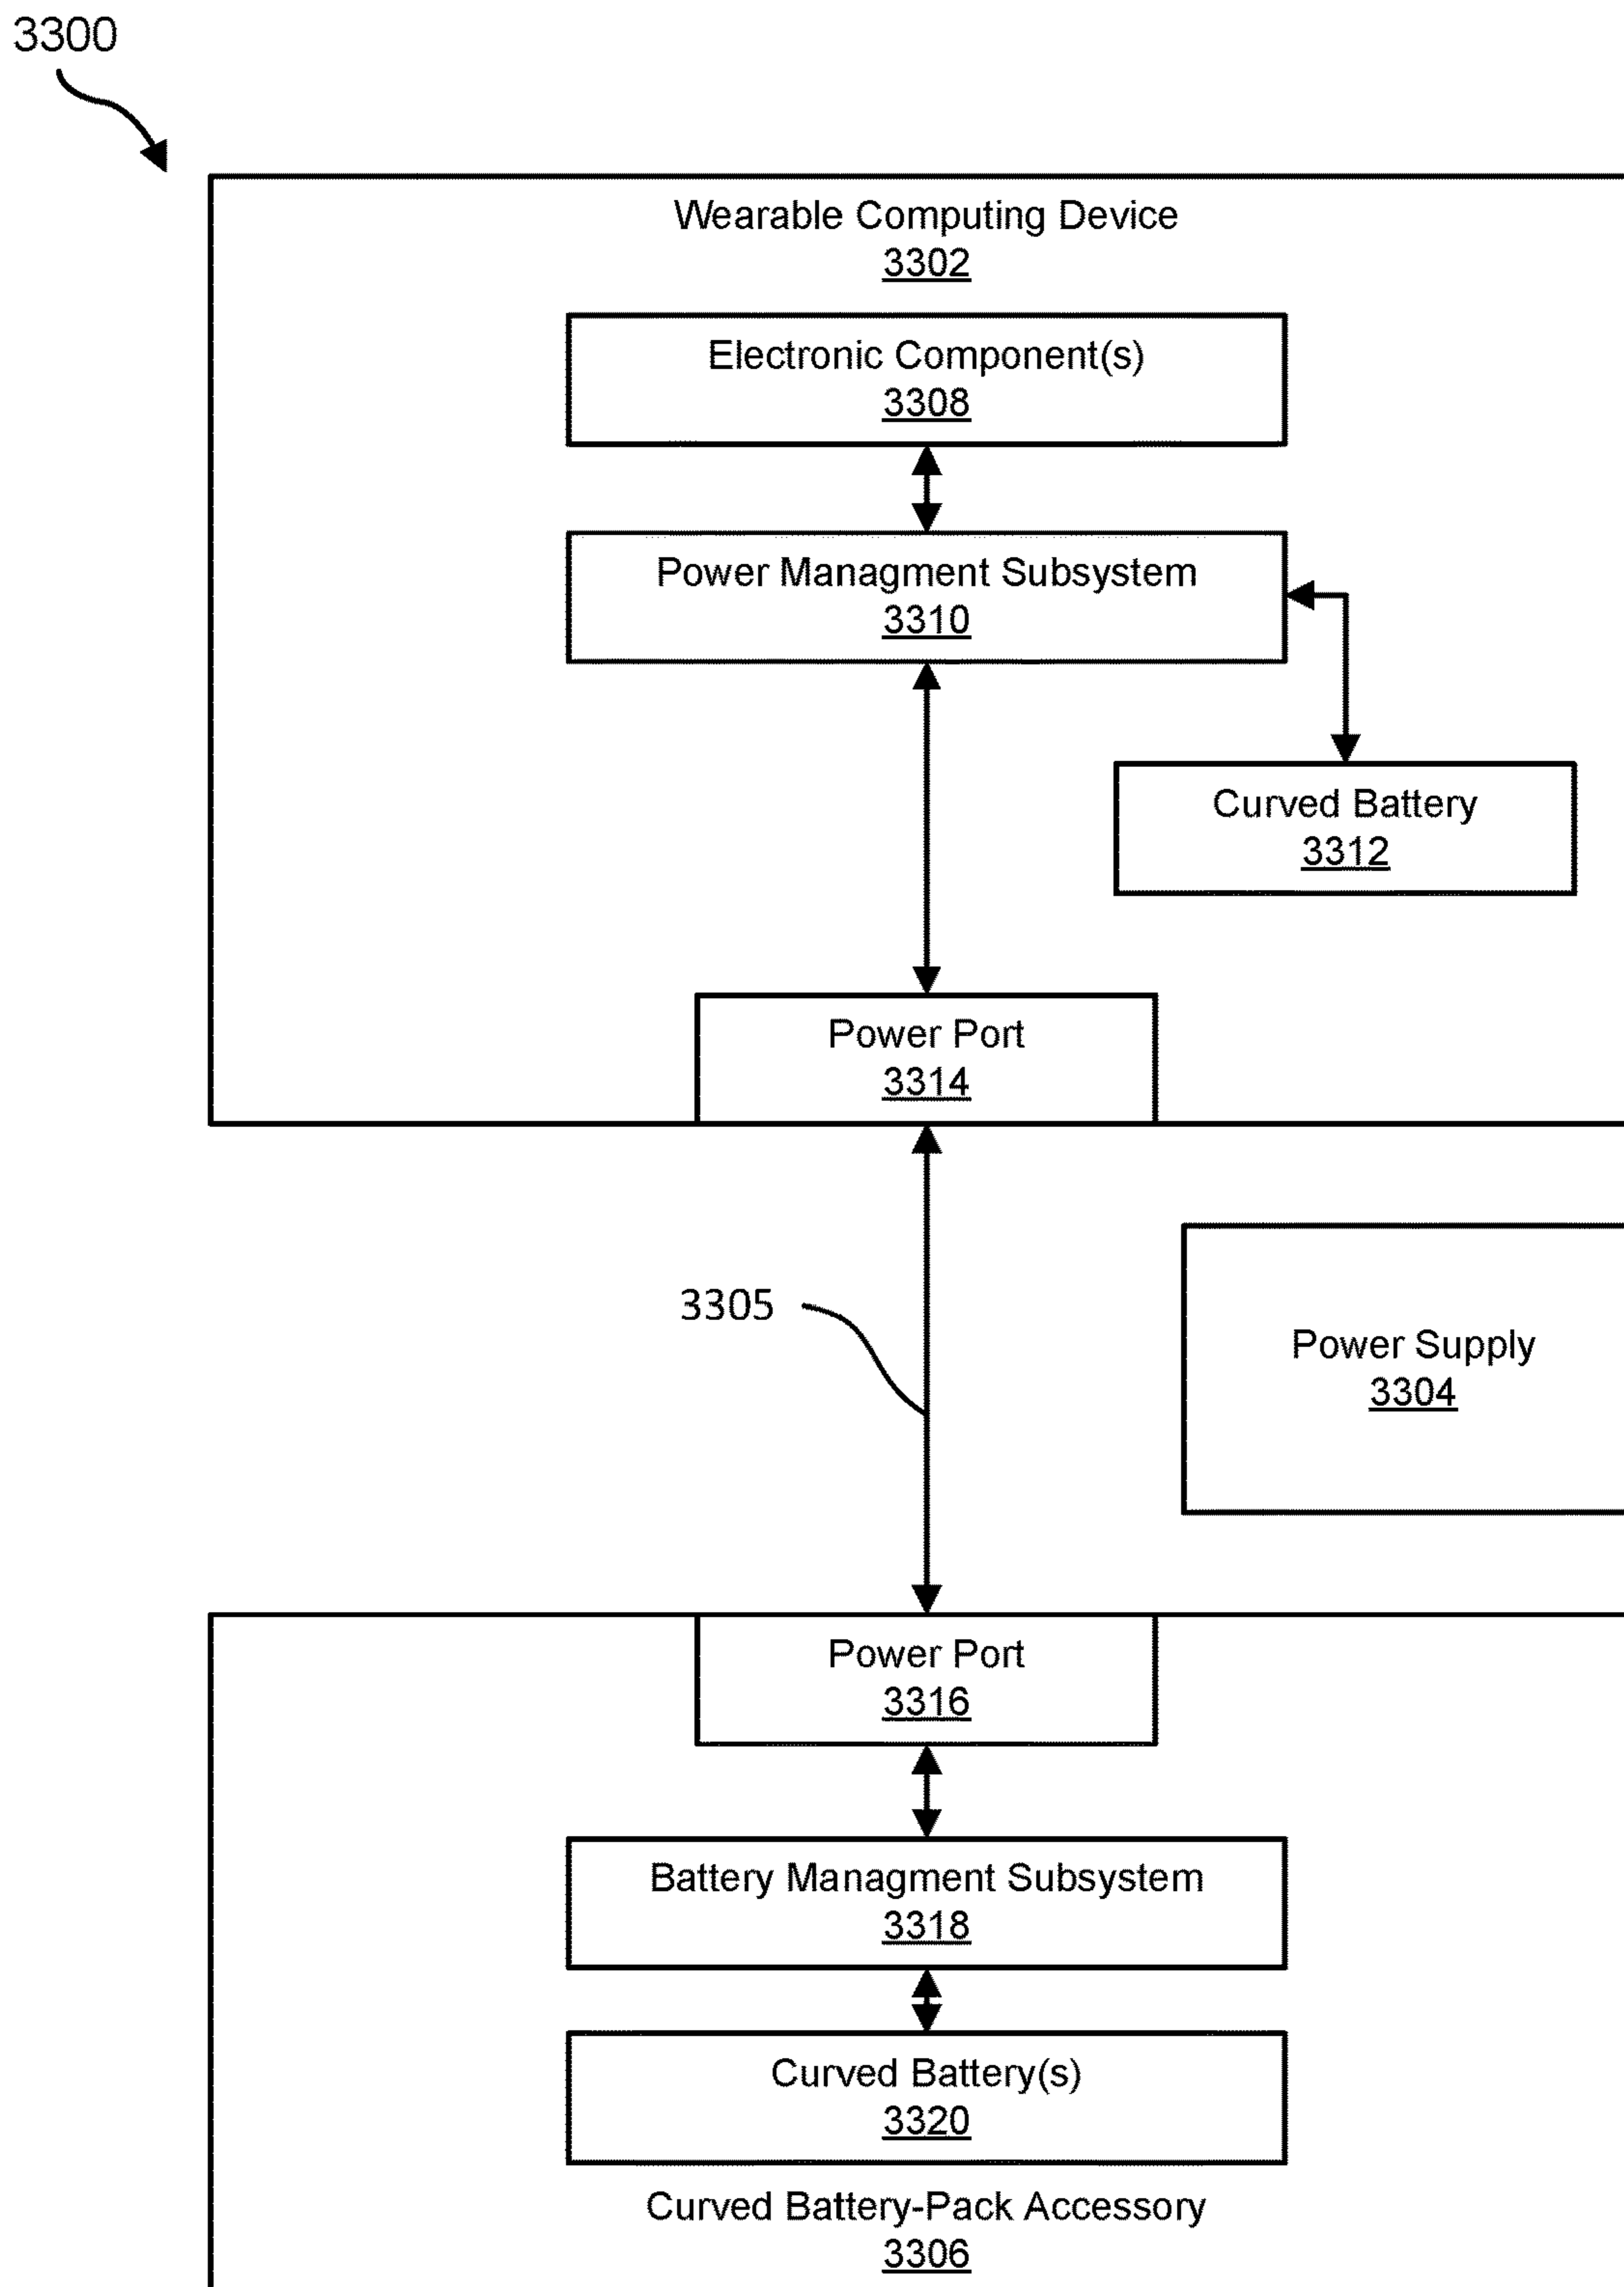 3300
Wearable Computing Device
3302
Electronic Component(s)
3308
Power Managment Subsystem
3310
Curved Battery
3312
Power Port
3314
3305
Power Supply
3304
Power Port
3316
Battery Managment Subsystem
3318
Curved Battery(s)
3320
Curved Battery-Pack Accessory
3306